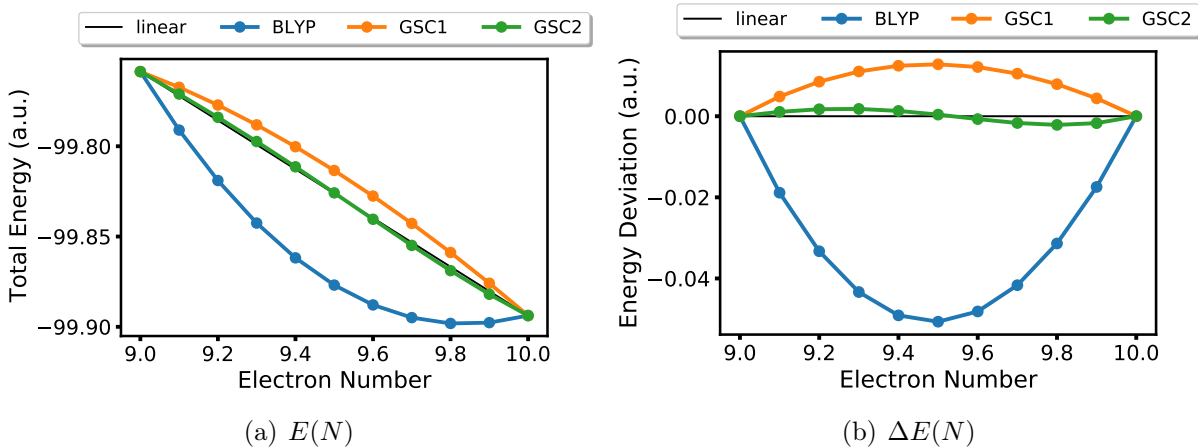 linear BLYP GSC1 GSC2
Total Energy (a.u.)
−99.80
−99.85
−99.90
9.0 9.2 9.4 9.6 9.8 10.0
Electron Number
(a) E(N)
linear BLYP GSC1 GSC2
Energy Deviation (a.u.)
0.00
−0.02
−0.04
9.0 9.2 9.4 9.6 9.8 10.0
Electron Number
(b) ΔE(N)